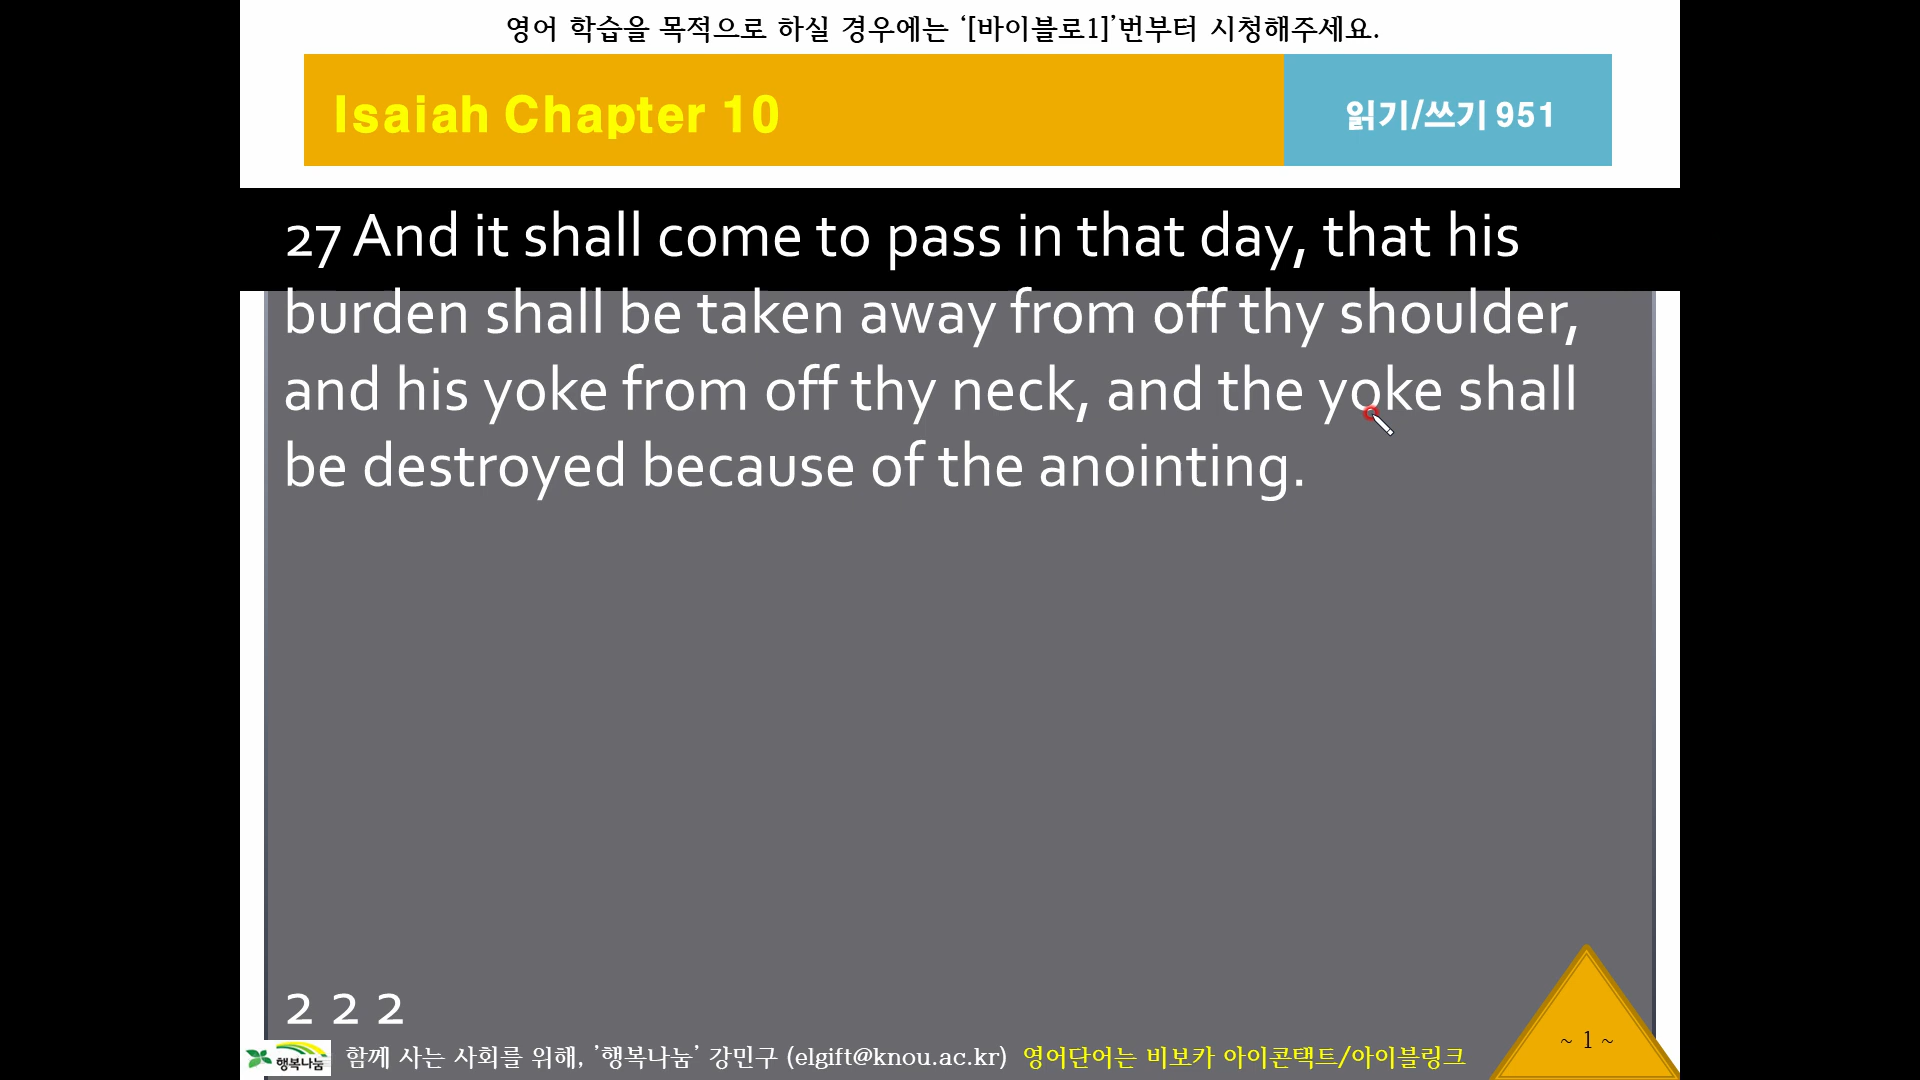 영어 학습을 목적으로 하실 경우에는 ‘[바이블로1]’번부터 시청해주세요.
Isaiah Chapter 10
읽기/쓰기 951
27 And it shall come to pass in that day, that his
burden shall be taken away from off thy shoulder,
and his yoke from off thy neck, and the yoke shall
be destroyed because of the anointing.
2 2 2
~ 1 ~
행복나눔
함께 사는 사회를 위해, ’행복나눔’ 강민구 (elgift@knou.ac.kr) 영어단어는 비보카 아이콘택트/아이블링크